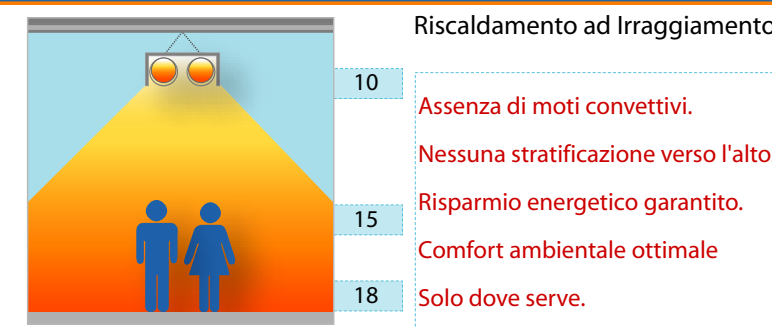 Riscaldamento ad Irraggiamento
10
Assenza di moti convettivi.
Nessuna stratificazione verso l'alto
Risparmio energetico garantito.
15
Comfort ambientale ottimale
18
Solo dove serve.